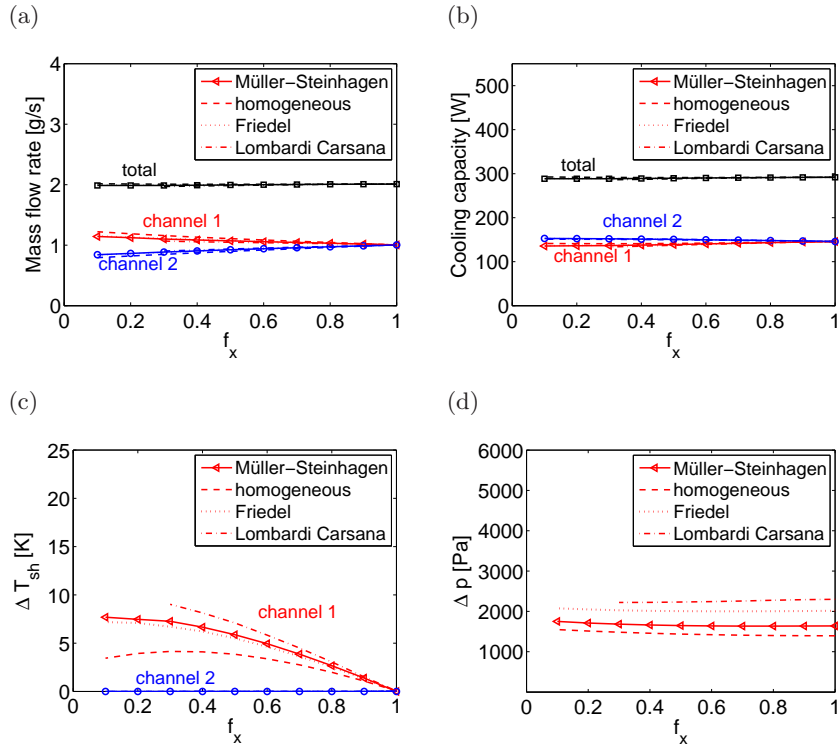 (a)
4
3
2
1
0
0
0.2
0.4
0.6
0.8
1
Mass flow rate [g/s]
f_x
Müller−Steinhagen
homogeneous
Friedel
Lombardi Carsana
total
channel 1
channel 2
(b)
500
400
300
200
100
0
0
0.2
0.4
0.6
0.8
1
Cooling capacity [W]
f_x
Müller−Steinhagen
homogeneous
Friedel
Lombardi Carsana
total
channel 2
channel 1
(c)
25
20
15
10
5
0
0
0.2
0.4
0.6
0.8
1
Δ T_sh [K]
f_x
Müller−Steinhagen
homogeneous
Friedel
Lombardi Carsana
channel 1
channel 2
(d)
6000
5000
4000
3000
2000
1000
0
0.2
0.4
0.6
0.8
1
Δ p [Pa]
f_x
Müller−Steinhagen
homogeneous
Friedel
Lombardi Carsana